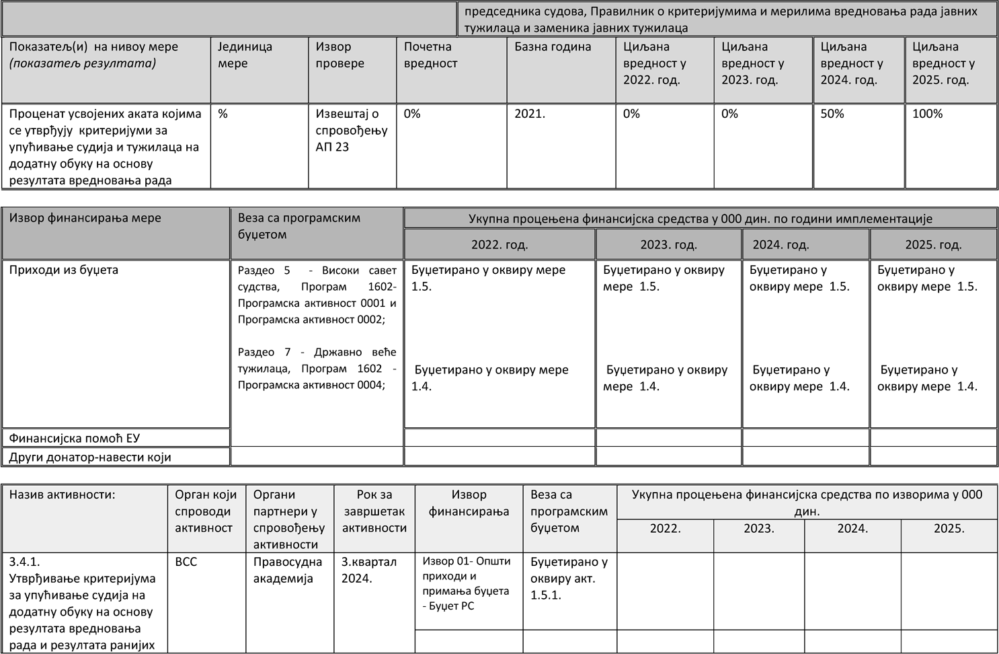 председника судова, Правилник о критеријумима и мерилима вредновања рада јавних
тужилаца и заменика јавних тужилаца
Показатељ(и) на нивоу мере
(показатељ резултата)
Јединица
мере
Извор
провере
Почетна
вредност
Базна година
Циљана
вредност у
2022. год.
Циљана
вредност у
2023. год.
Циљана
вредност у
2024. год.
Циљана
вредност у
2025. год.
Проценат усвојених аката којима
се утврђују критеријуми за
упућивање судија и тужилаца на
додатну обуку на основу
резултата вредновања рада
%
Извештај о
спровођењу
АП 23
0%
2021.
0%
0%
50%
100%
Извор финансирања мере
Веза са програмским
буџетом
Укупна процењена финансијска средства у 000 дин. по години имплементације
2022. год.
2023. год.
2024. год.
2025. год.
Приходи из буџета
Раздео 5 - Високи савет
судства, Програм 1602-
Програмска активност 0001 и
Програмска активност 0002;
Раздео 7 - Државно веће
тужилаца, Програм 1602 -
Програмска активност 0004;
Буџетирано у оквиру мере
1.5.
Буџетирано у оквиру мере
1.4.
Буџетирано у оквиру
мере 1.5.
Буџетирано у оквиру
мере 1.4.
Буџетирано у
оквиру мере 1.5.
Буџетирано у
оквиру мере 1.4.
Буџетирано у
оквиру мере 1.5.
Буџетирано у
оквиру мере 1.4.
Финансијска помоћ ЕУ
Други донатор-навести који
Назив активности:
Орган који
спроводи
активност
Органи
партнери у
спровођењу
активности
Рок за
завршетак
активности
Извор
финансирања
Веза са
програмским
буџетом
Укупна процењена финансијска средства по изворима у 000
дин.
2022.
2023.
2024.
2025.
3.4.1.
Утврђивање критеријума
за упућивање судија на
додатну обуку на основу
резултата вредновања
рада и резултата ранијих
ВСС
Правосудна
академија
3.квартал
2024.
Извор 01- Општи
приходи и
примања буџета
- Буџет РС
Буџетирано у
оквиру акт.
1.5.1.